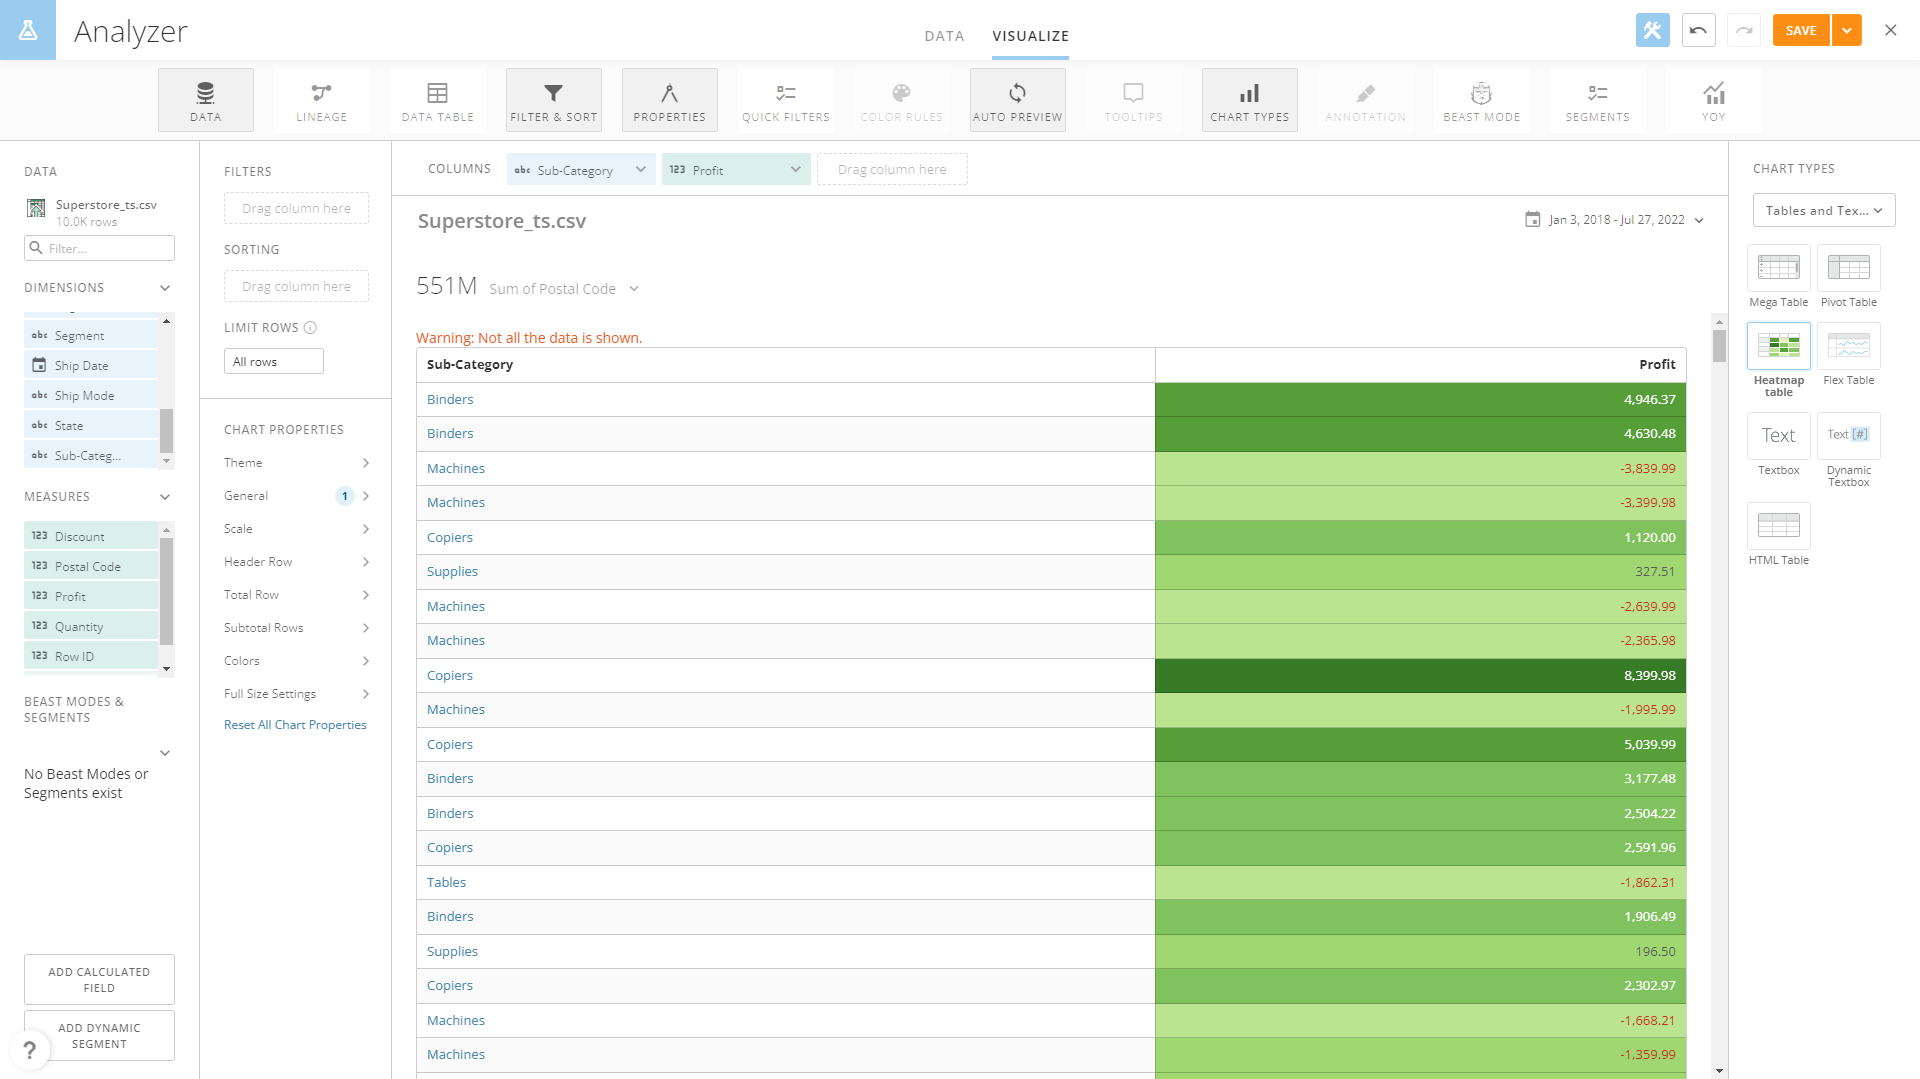 Analyzer
DATA
VISUALIZE
SAVE
DATA
LINEAGE
DATA TABLE
FILTER & SORT
PROPERTIES
QUICK FILTERS
COLOR RULES
AUTO PREVIEW
TOOLTIPS
CHART TYPES
ANNOTATION
BEAST MODE
SEGMENTS
YOY
DATA
Superstore_ts.csv
10.0K rows
Filter...
DIMENSIONS
abc Segment
Ship Date
abc Ship Mode
abc State
abc Sub-Categ...
MEASURES
123 Discount
123 Postal Code
123 Profit
123 Quantity
123 Row ID
BEAST MODES &
SEGMENTS
No Beast Modes or
Segments exist
ADD CALCULATED
FIELD
ADD DYNAMIC
SEGMENT
?
FILTERS
Drag column here
SORTING
Drag column here
LIMIT ROWS
All rows
CHART PROPERTIES
Theme
General 1
Scale
Header Row
Total Row
Subtotal Rows
Colors
Full Size Settings
Reset All Chart Properties
COLUMNS abc Sub-Category 123 Profit Drag column here
Superstore_ts.csv
Jan 3, 2018 - Jul 27, 2022
551M Sum of Postal Code
Warning: Not all the data is shown.
Sub-Category Profit
Binders 4,946.37
Binders 4,630.48
Machines -3,839.99
Machines -3,399.98
Copiers 1,120.00
Supplies 327.51
Machines -2,639.99
Machines -2,365.98
Copiers 8,399.98
Machines -1,995.99
Copiers 5,039.99
Binders 3,177.48
Binders 2,504.22
Copiers 2,591.96
Tables -1,862.31
Binders 1,906.49
Supplies 196.50
Copiers 2,302.97
Machines -1,668.21
Machines -1,359.99
CHART TYPES
Tables and Tex...
Mega Table
Pivot Table
Heatmap
table
Flex Table
Text
Textbox
Text [#]
Dynamic
Textbox
HTML Table